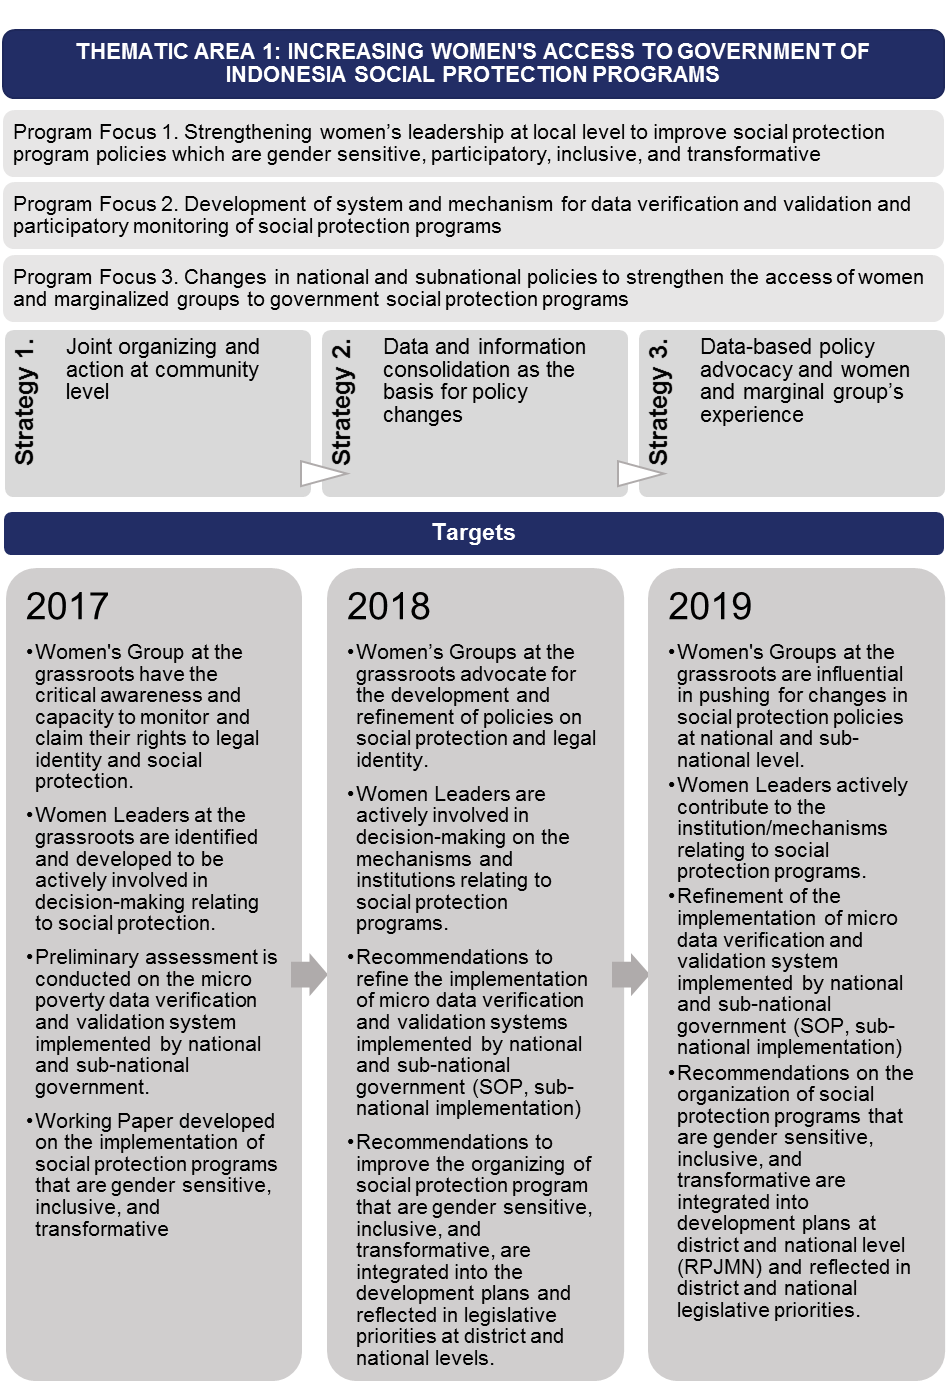 THEMATIC AREA 1: INCREASING WOMEN'S ACCESS TO GOVERNMENT OF
INDONESIA SOCIAL PROTECTION PROGRAMS
Program Focus 1. Strengthening women’s leadership at local level to improve social protection
program policies which are gender sensitive, participatory, inclusive, and transformative
Program Focus 2. Development of system and mechanism for data verification and validation and
participatory monitoring of social protection programs
Program Focus 3. Changes in national and subnational policies to strengthen the access of women
and marginalized groups to government social protection programs
Strategy 1.
Joint organizing and
action at community
level
Strategy 2.
Data and information
consolidation as the
basis for policy
changes
Strategy 3.
Data-based policy
advocacy and women
and marginal group’s
experience
Targets
2017
•Women's Group at the
grassroots have the
critical awareness and
capacity to monitor and
claim their rights to legal
identity and social
protection.
•Women Leaders at the
grassroots are identified
and developed to be
actively involved in
decision-making relating
to social protection.
•Preliminary assessment is
conducted on the micro
poverty data verification
and validation system
implemented by national
and sub-national
government.
•Working Paper developed
on the implementation of
social protection programs
that are gender sensitive,
inclusive, and
transformative
2018
•Women’s Groups at the
grassroots advocate for
the development and
refinement of policies on
social protection and legal
identity.
•Women Leaders are
actively involved in
decision-making on the
mechanisms and
institutions relating to
social protection
programs.
•Recommendations to
refine the implementation
of micro data verification
and validation systems
implemented by national
and sub-national
government (SOP, sub-
national implementation)
•Recommendations to
improve the organizing of
social protection program
that are gender sensitive,
inclusive, and
transformative, are
integrated into the
development plans and
reflected in legislative
priorities at district and
national levels.
2019
•Women's Groups at the
grassroots are influential
in pushing for changes in
social protection policies
at national and sub-
national level.
•Women Leaders actively
contribute to the
institution/mechanisms
relating to social
protection programs.
•Refinement of the
implementation of micro
data verification and
validation system
implemented by national
and sub-national
government (SOP, sub-
national implementation)
•Recommendations on the
organization of social
protection programs that
are gender sensitive,
inclusive, and
transformative are
integrated into
development plans at
district and national level
(RPJMN) and reflected in
district and national
legislative priorities.